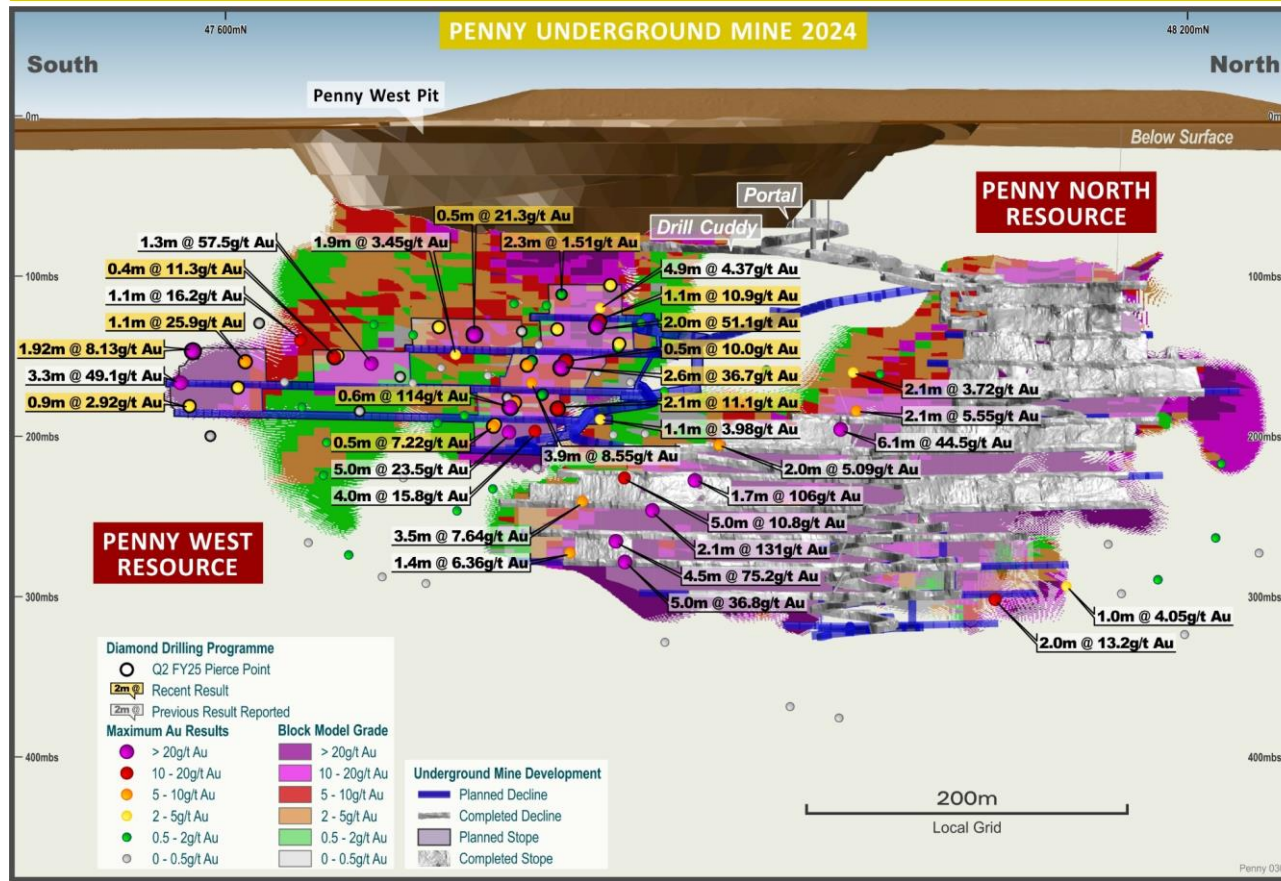 PENNY UNDERGROUND MINE 2024
47 600mN
48 200mN
South
North
Penny West Pit
0m
0m
Below Surface
PENNY NORTH
RESOURCE
Portal
Drill Cuddy
0.5m @ 21.3g/t Au
1.3m @ 57.5g/t Au
1.9m @ 3.45g/t Au
2.3m @ 1.51g/t Au
0.4m @ 11.3g/t Au
4.9m @ 4.37g/t Au
100mbs
100mbs
1.1m @ 16.2g/t Au
1.1m @ 10.9g/t Au
1.1m @ 25.9g/t Au
2.0m @ 51.1g/t Au
1.92m @ 8.13g/t Au
0.5m @ 10.0g/t Au
3.3m @ 49.1g/t Au
2.6m @ 36.7g/t Au
2.1m @ 3.72g/t Au
0.9m @ 2.92g/t Au
0.6m @ 114g/t Au
2.1m @ 11.1g/t Au
2.1m @ 5.55g/t Au
1.1m @ 3.98g/t Au
200mbs
200mbs
0.5m @ 7.22g/t Au
6.1m @ 44.5g/t Au
3.9m @ 8.55g/t Au
5.0m @ 23.5g/t Au
2.0m @ 5.09g/t Au
4.0m @ 15.8g/t Au
1.7m @ 106g/t Au
5.0m @ 10.8g/t Au
3.5m @ 7.64g/t Au
PENNY WEST
RESOURCE
2.1m @ 131g/t Au
1.4m @ 6.36g/t Au
4.5m @ 75.2g/t Au
300mbs
300mbs
5.0m @ 36.8g/t Au
1.0m @ 4.05g/t Au
2.0m @ 13.2g/t Au
Diamond Drilling Programme
Q2 FY25 Pierce Point
2m @ Recent Result
2m @ Previous Result Reported
Maximum Au Results
> 20g/t Au
10 - 20g/t Au
5 - 10g/t Au
2 - 5g/t Au
0.5 - 2g/t Au
0 - 0.5g/t Au
Block Model Grade
> 20g/t Au
10 - 20g/t Au
5 - 10g/t Au
2 - 5g/t Au
0.5 - 2g/t Au
0 - 0.5g/t Au
Underground Mine Development
Planned Decline
Completed Decline
Planned Stope
Completed Stope
400mbs
400mbs
200m
Local Grid
Penny 03